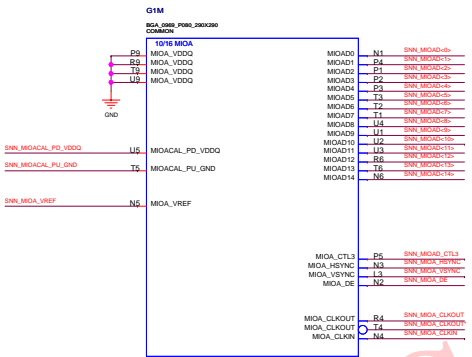 G1M
BGA_0969_P080_290X290
COMMON
10/16 MIOA
P9 MIOA_VDDQ
R9 MIOA_VDDQ
T9 MIOA_VDDQ
U9 MIOA_VDDQ
GND
SNN_MIOACAL_PD_VDDQ U5 MIOACAL_PD_VDDQ
SNN_MIOACAL_PU_GND T5 MIOACAL_PU_GND
SNN_MIOA_VREF N5 MIOA_VREF
MIOAD0 N1 SNN_MIOAD<0>
MIOAD1 P4 SNN_MIOAD<1>
MIOAD2 P1 SNN_MIOAD<2>
MIOAD3 P2 SNN_MIOAD<3>
MIOAD4 P3 SNN_MIOAD<4>
MIOAD5 T3 SNN_MIOAD<5>
MIOAD6 T2 SNN_MIOAD<6>
MIOAD7 T1 SNN_MIOAD<7>
MIOAD8 U4 SNN_MIOAD<8>
MIOAD9 U1 SNN_MIOAD<9>
MIOAD10 U2 SNN_MIOAD<10>
MIOAD11 U3 SNN_MIOAD<11>
MIOAD12 R6 SNN_MIOAD<12>
MIOAD13 T6 SNN_MIOAD<13>
MIOAD14 N6 SNN_MIOAD<14>
MIOA_CTL3 P5 SNN_MIOAD_CTL3
MIOA_HSYNC N3 SNN_MIOA_HSYNC
MIOA_VSYNC L3 SNN_MIOA_VSYNC
MIOA_DE N2 SNN_MIOA_DE
MIOA_CLKOUT R4 SNN_MIOA_CLKOUT
MIOA_CLKOUT T4 SNN_MIOA_CLKOUT
MIOA_CLKIN N4 SNN_MIOA_CLKIN